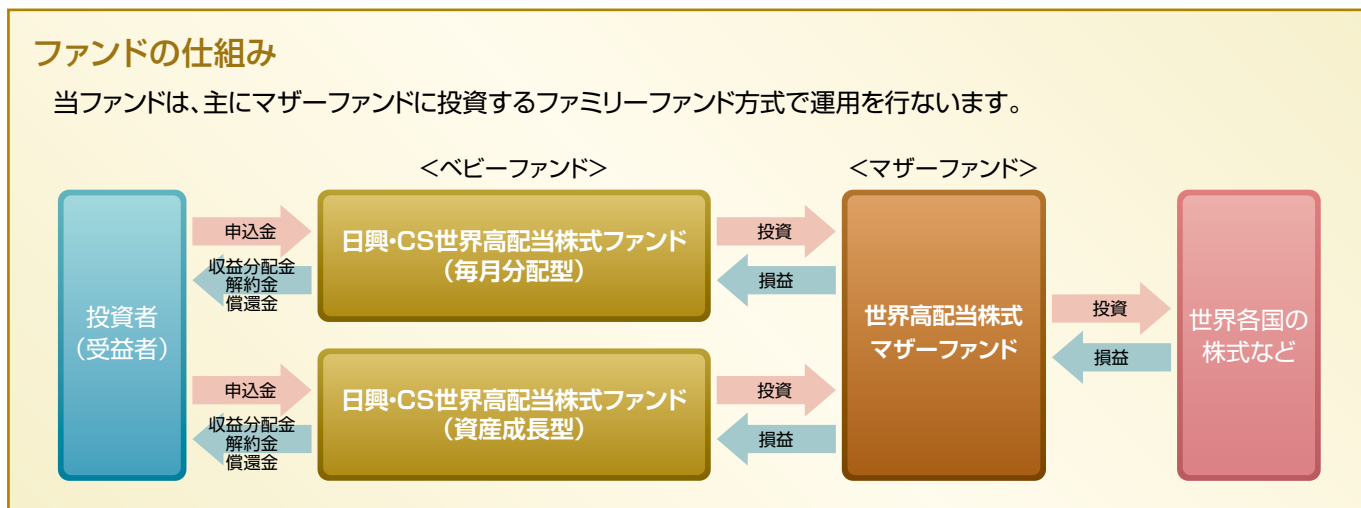 ファンドの仕組み
当ファンドは、主にマザーファンドに投資するファミリーファンド方式で運用を行ないます。
＜ベビーファンド＞
＜マザーファンド＞
投資者
（受益者）
申込金
収益分配金
解約金
償還金
日興・CS世界高配当株式ファンド
（毎月分配型）
投資
損益
申込金
収益分配金
解約金
償還金
日興・CS世界高配当株式ファンド
（資産成長型）
投資
損益
世界高配当株式
マザーファンド
投資
損益
世界各国の
株式など